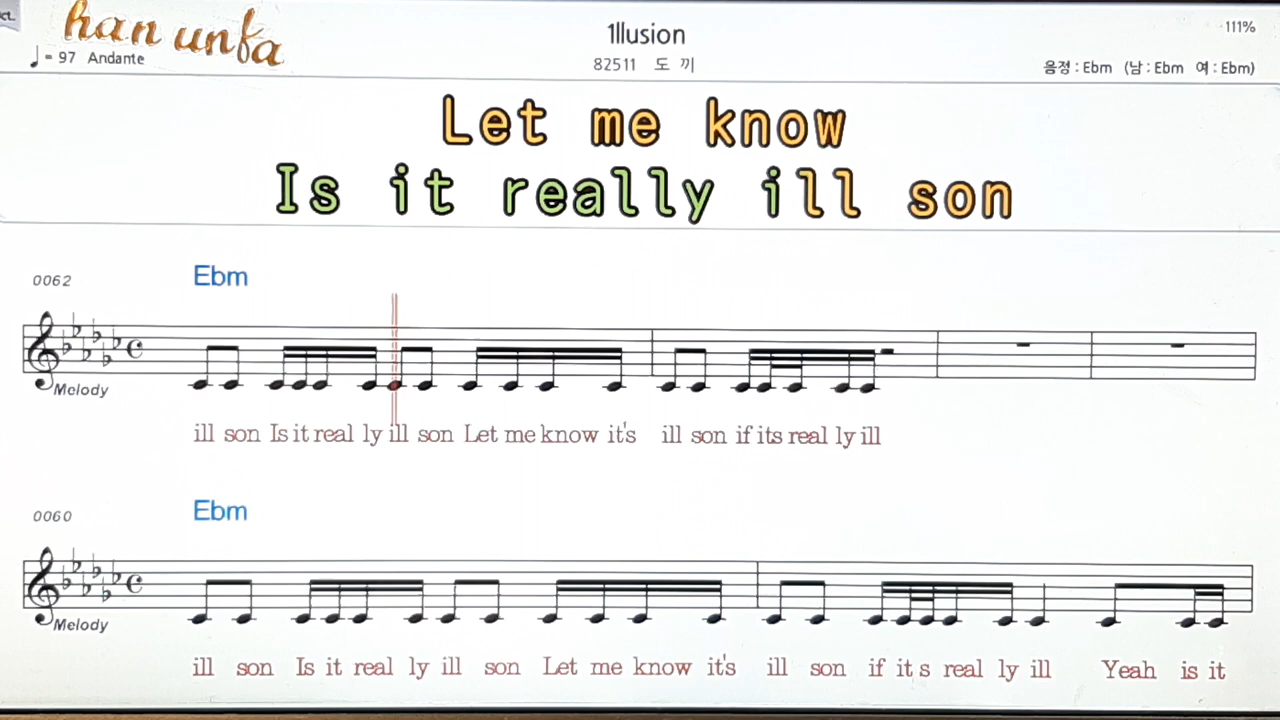 han unfa
1llusion
111%
♩ = 97 Andante
82511 도 끼
음정 : Ebm (남 : Ebm 여 : Ebm)
Let me know
Is it really ill son
0062
Ebm
Melody
ill son Is it real ly ill son Let me know it's ill son if its real ly ill
0060
Ebm
Melody
ill son Is it real ly ill son Let me know it's ill son if it s real ly ill Yeah is it